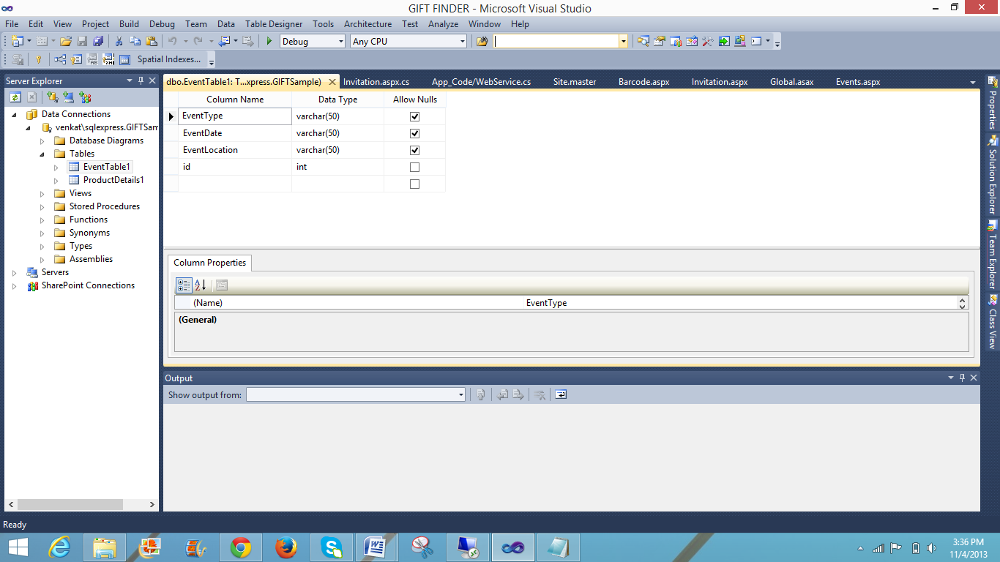 GIFT FINDER - Microsoft Visual Studio
File Edit View Project Build Debug Team Data Table Designer Tools Architecture Test Analyze Window Help
Debug Any CPU
Spatial Indexes...
Server Explorer
Data Connections
venkat\sqlexpress.GIFTSam
Database Diagrams
Tables
EventTable1
ProductDetails1
Views
Stored Procedures
Functions
Synonyms
Types
Assemblies
Servers
SharePoint Connections
dbo.EventTable1: T...xpress.GIFTSample) Invitation.aspx.cs App_Code/WebService.cs Site.master Barcode.aspx Invitation.aspx Global.asax Events.aspx
Column Name Data Type Allow Nulls
EventType varchar(50)
EventDate varchar(50)
EventLocation varchar(50)
id int
Column Properties
(Name) EventType
(General)
Output
Show output from:
Properties
Solution Explorer
Team Explorer
Class View
Ready
3:36 PM
11/4/2013